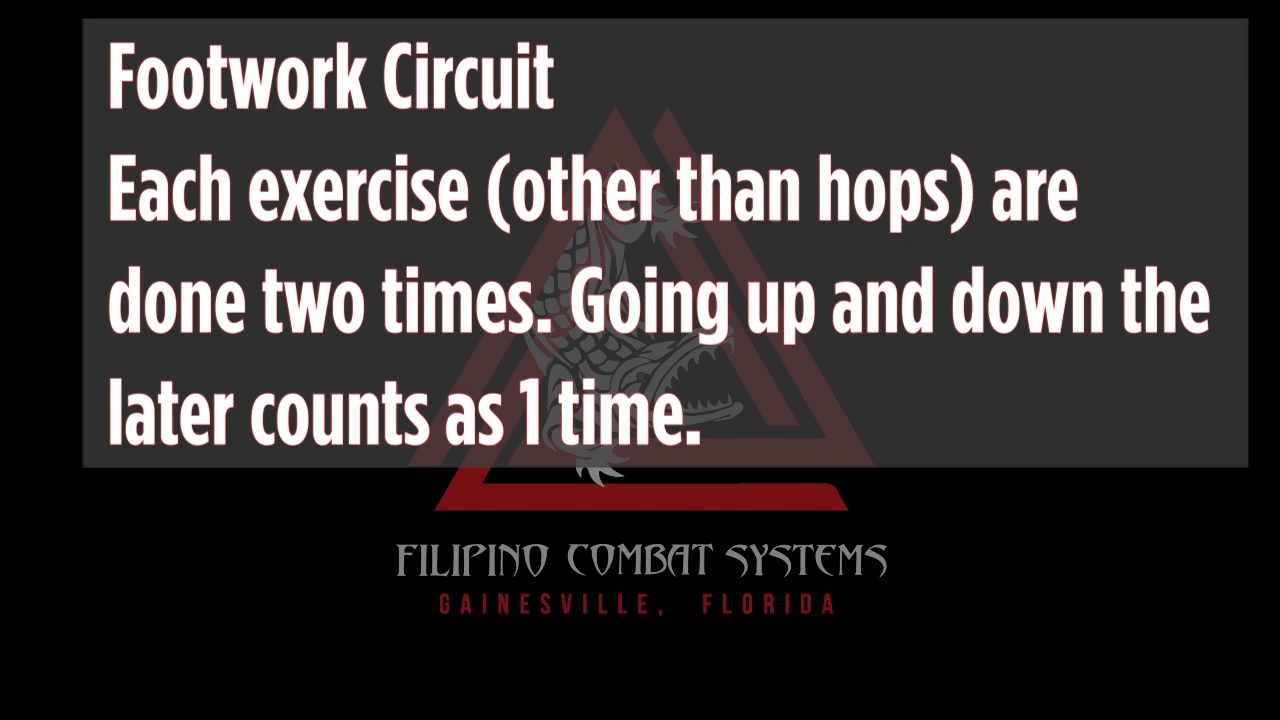 Footwork Circuit
Each exercise (other than hops) are
done two times. Going up and down the
later counts as 1 time.
FILIPINO COMBAT SYSTEMS
GAINESVILLE, FLORIDA